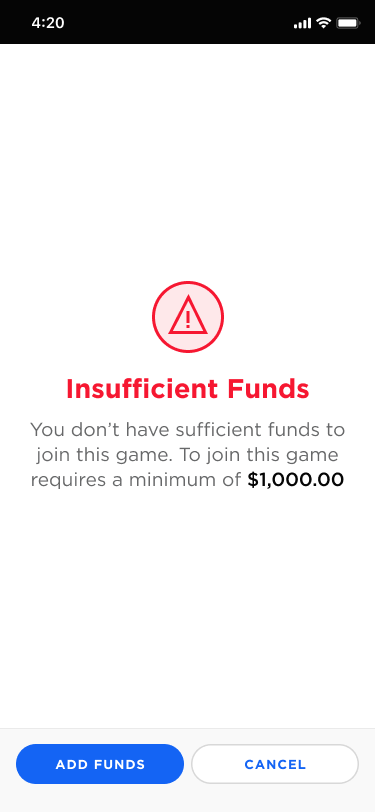 4:20
Insufficient Funds
You don’t have sufficient funds to
join this game. To join this game
requires a minimum of $1,000.00
ADD FUNDS
CANCEL